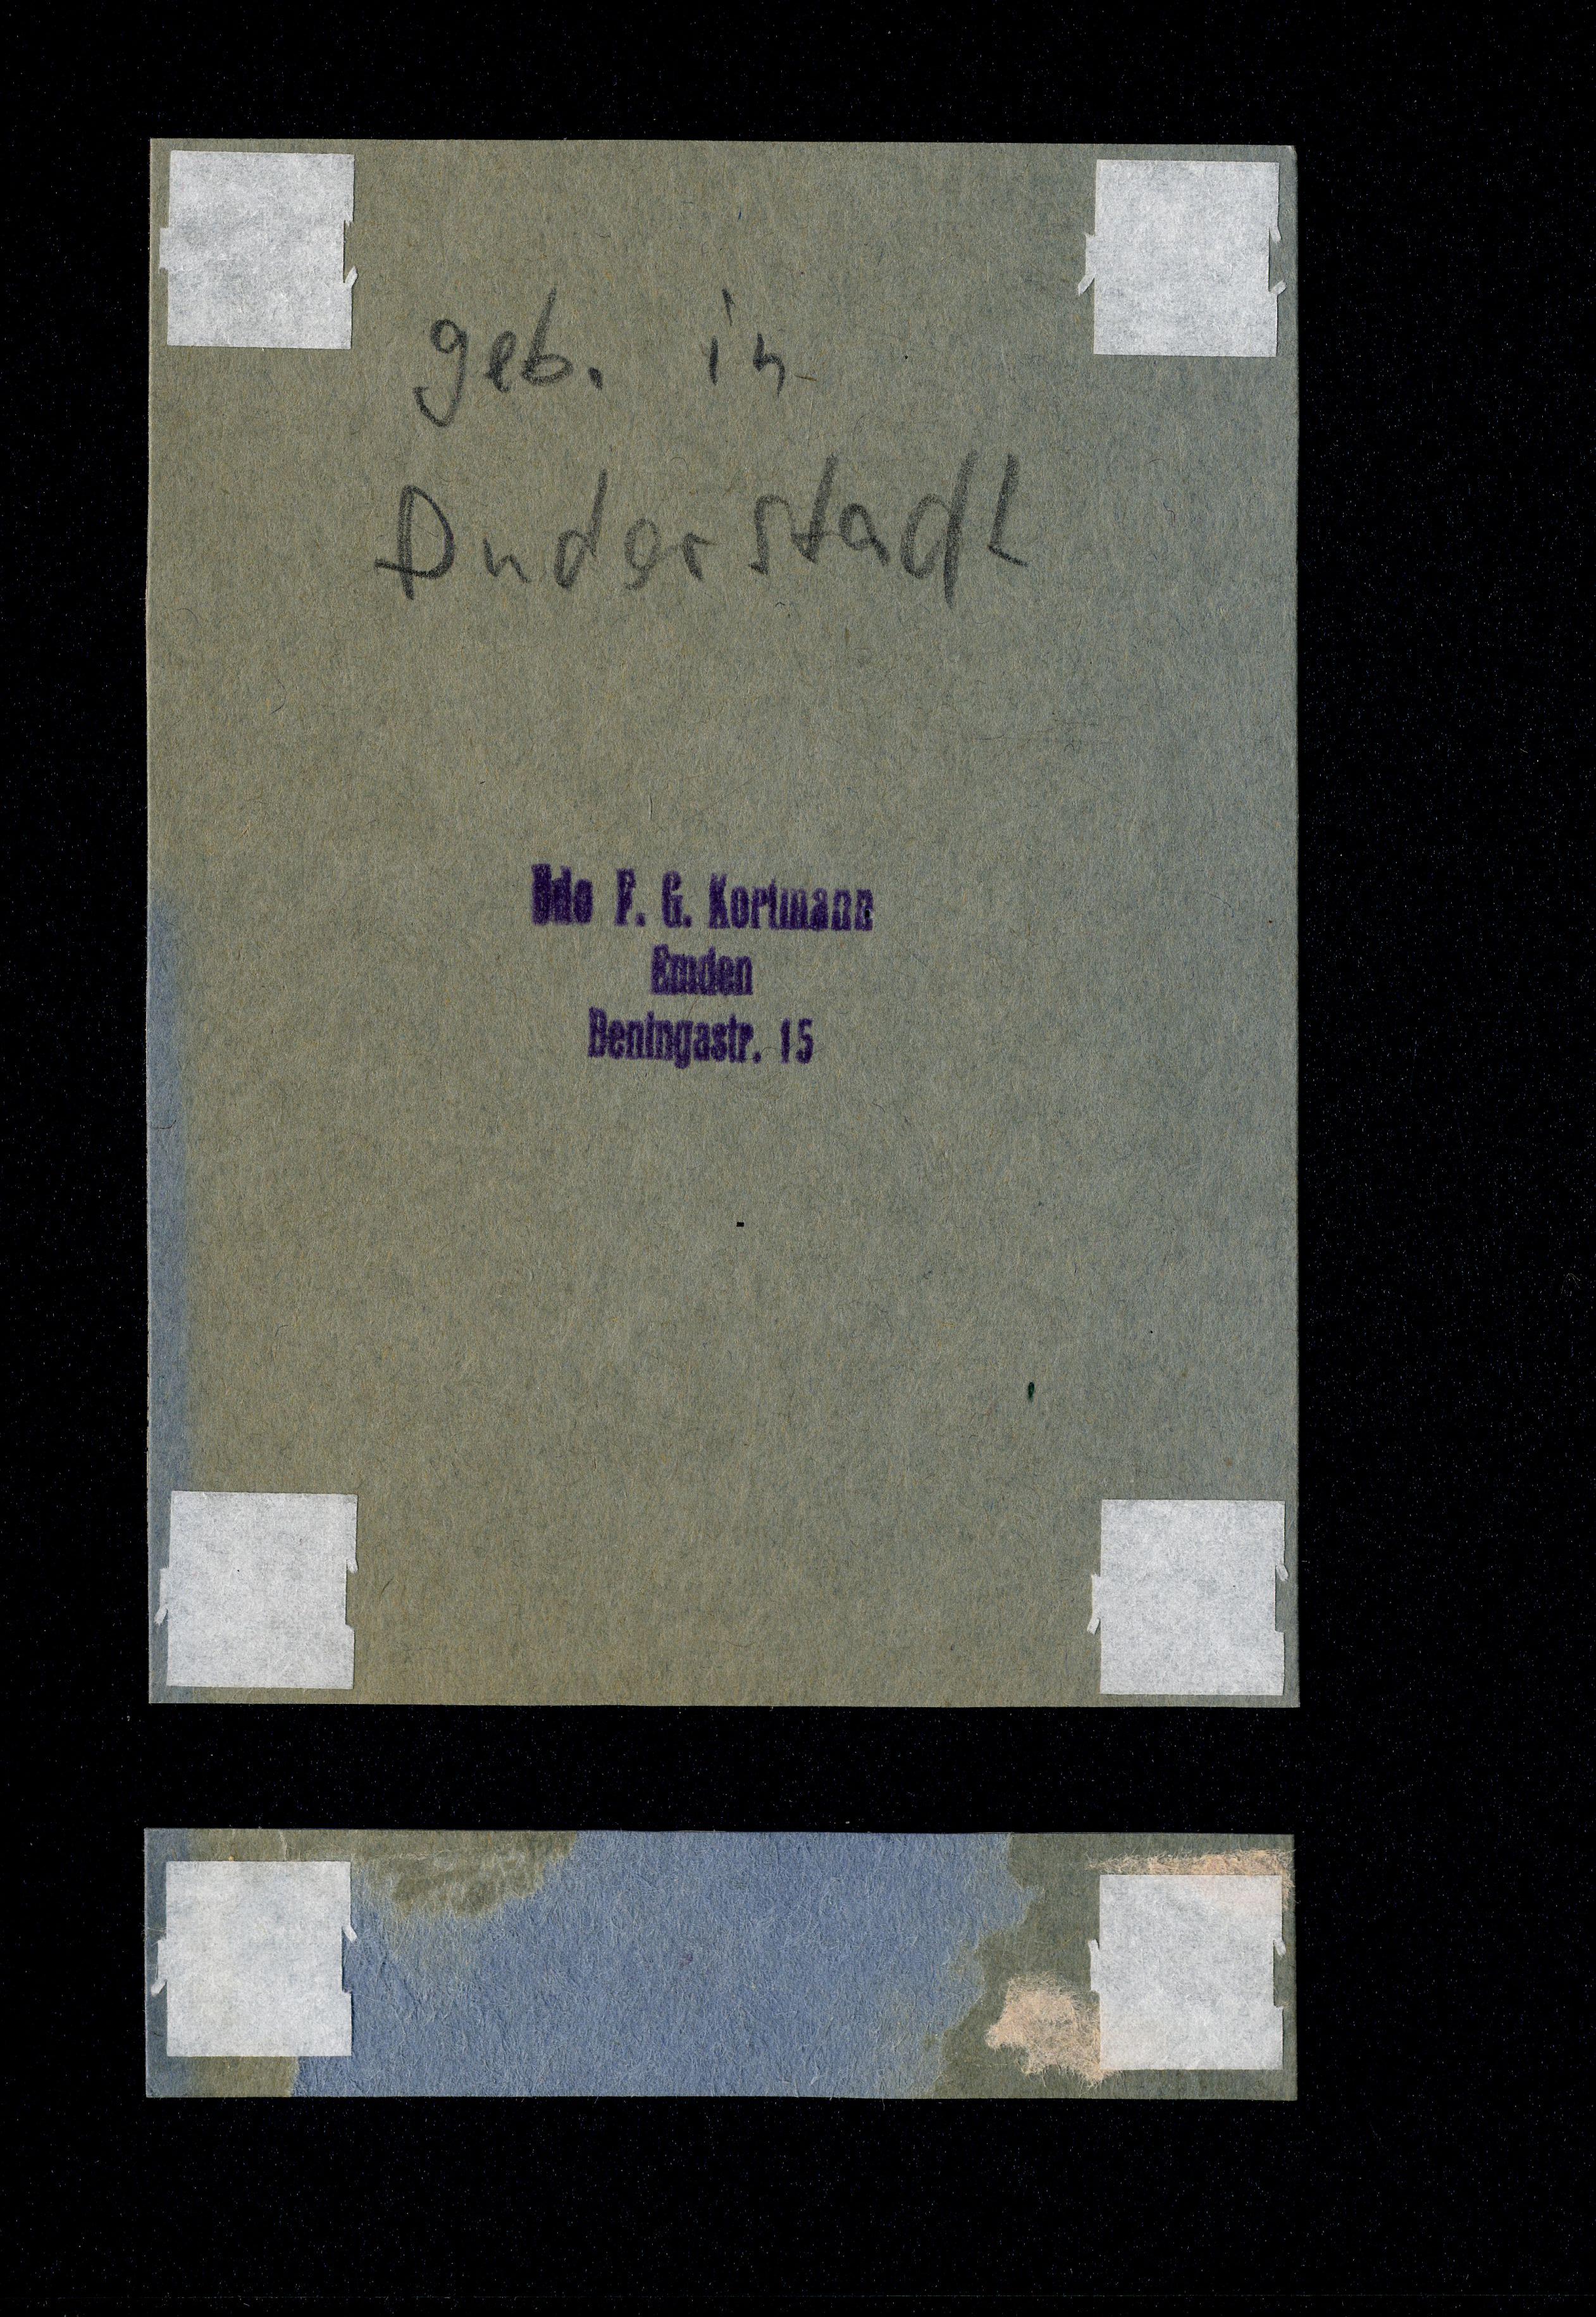 geb. in
Duderstadt
Udo F. G. Kortmann
Emden
Beningastr. 15